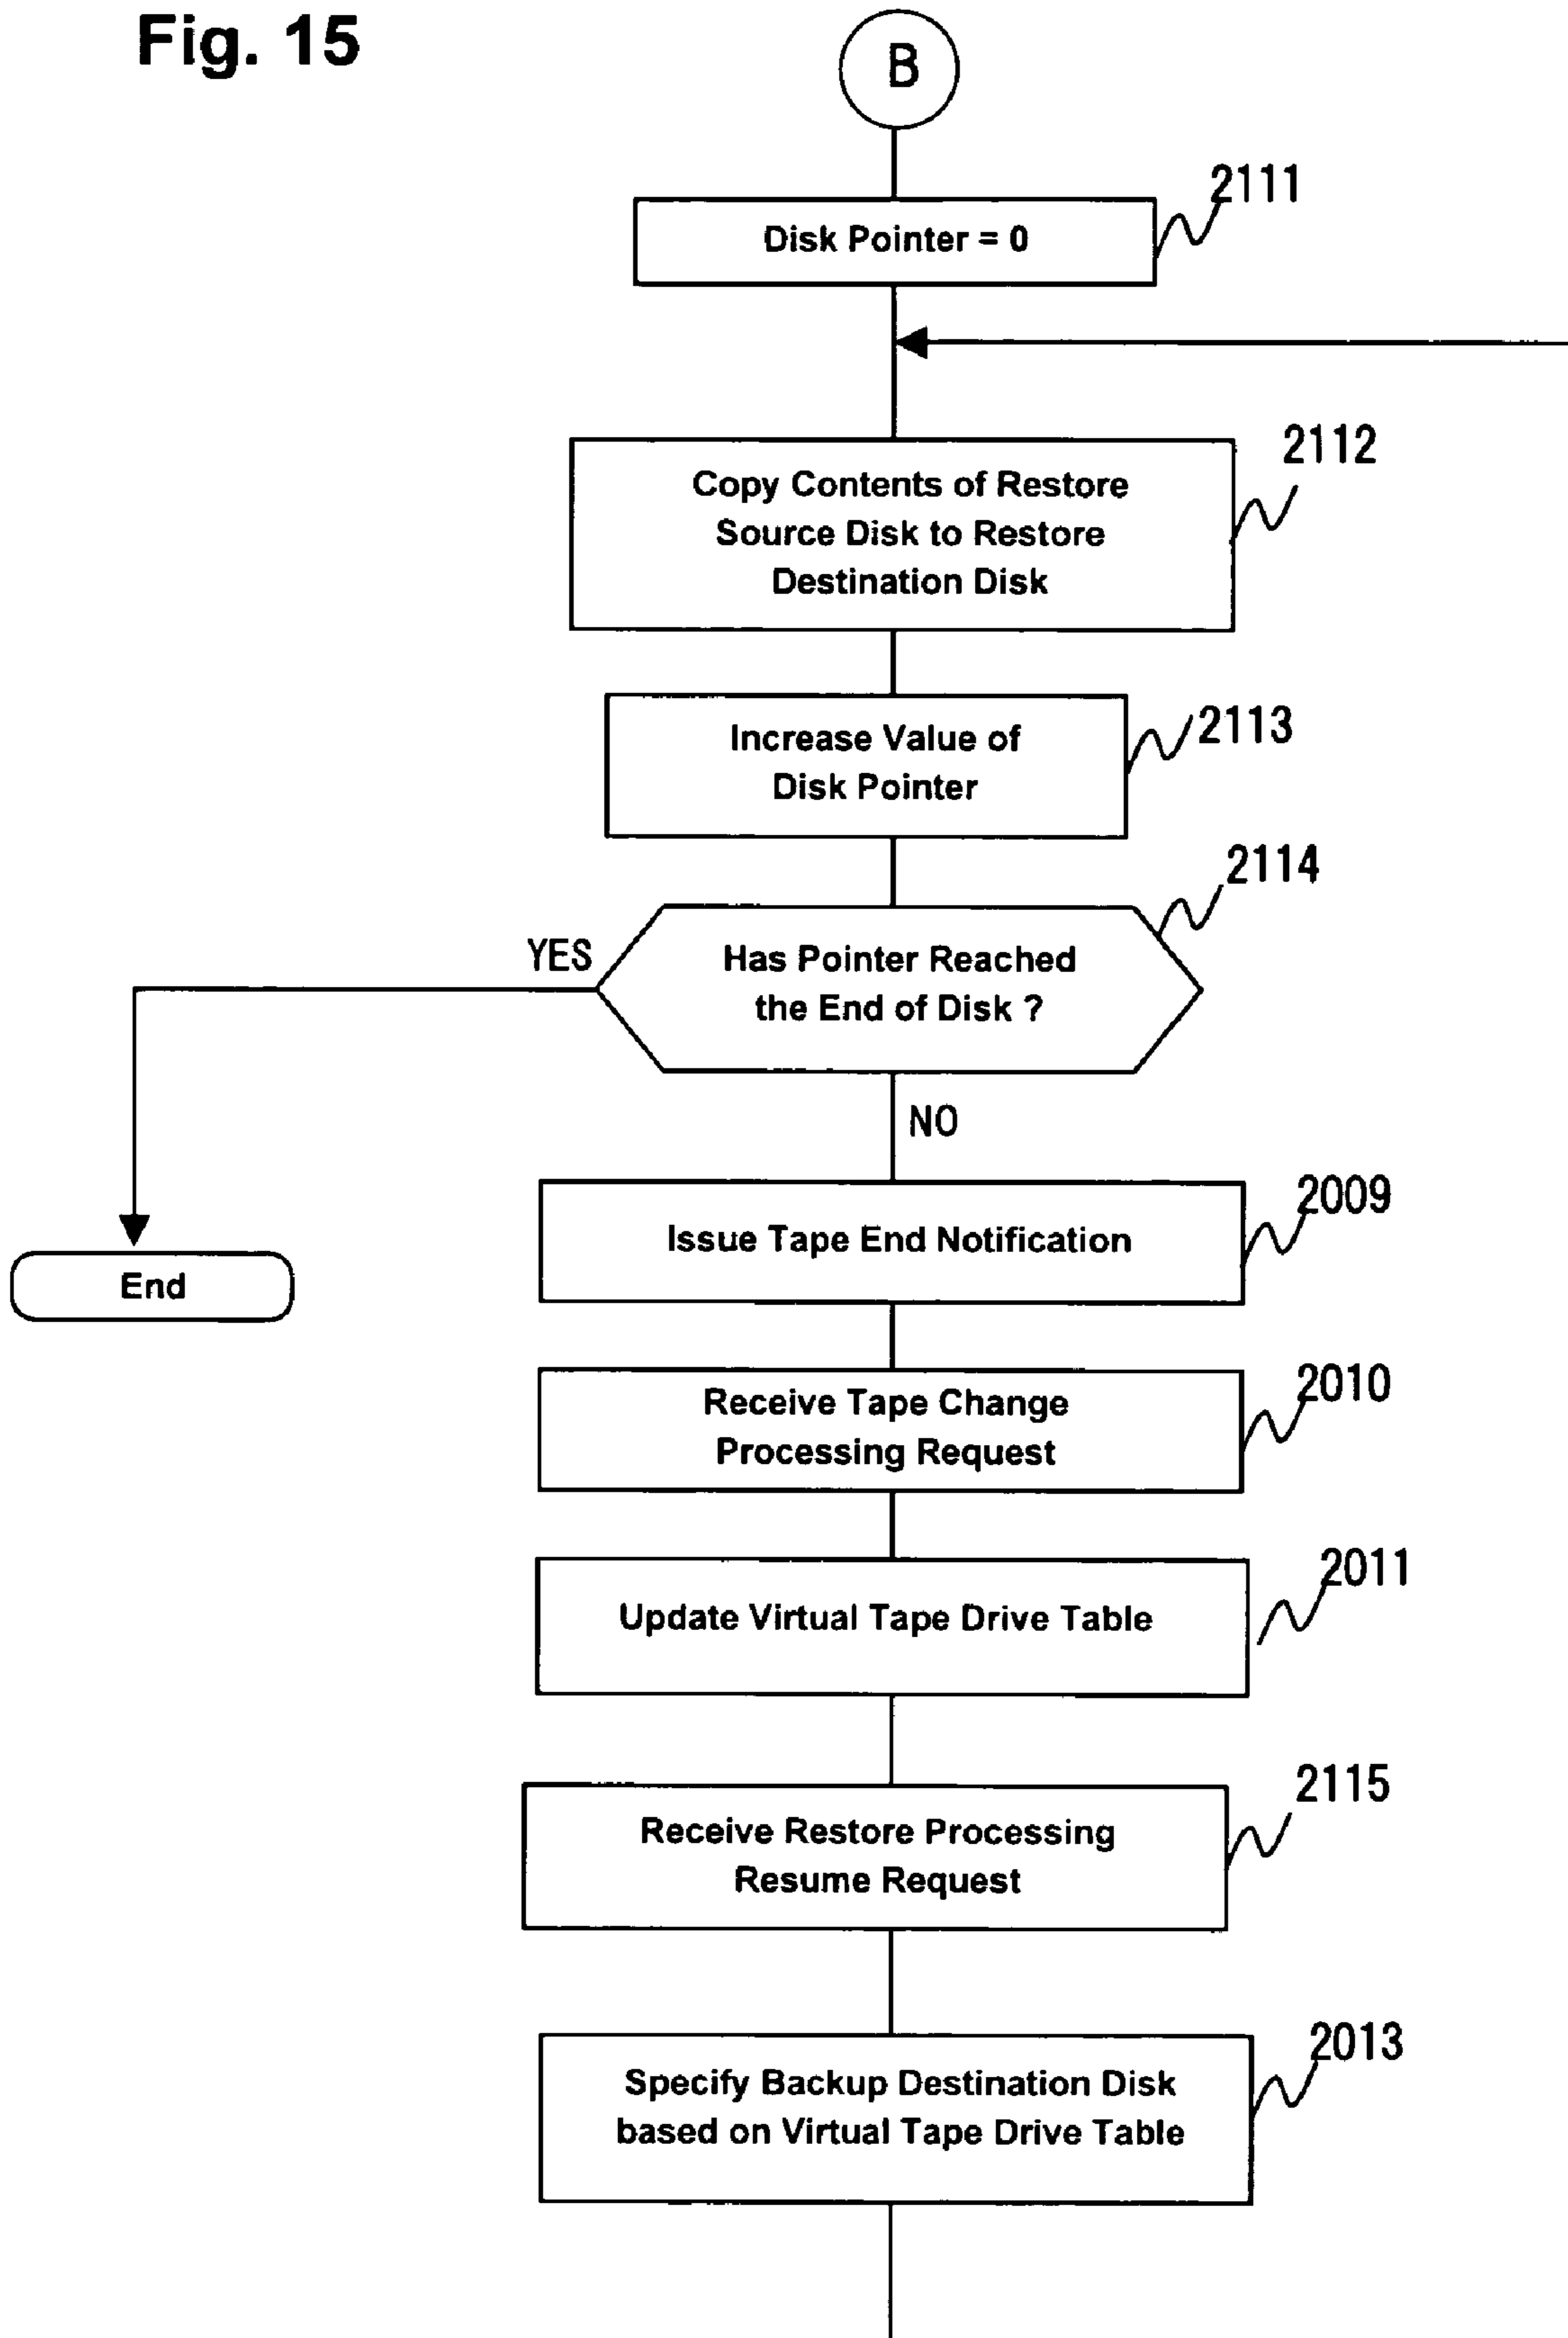 Fig. 15
B
2111
Disk Pointer = 0
2112
Copy Contents of Restore
Source Disk to Restore
Destination Disk
2113
Increase Value of
Disk Pointer
2114
YES
Has Pointer Reached
the End of Disk ?
NO
2009
Issue Tape End Notification
End
2010
Receive Tape Change
Processing Request
2011
Update Virtual Tape Drive Table
2115
Receive Restore Processing
Resume Request
2013
Specify Backup Destination Disk
based on Virtual Tape Drive Table